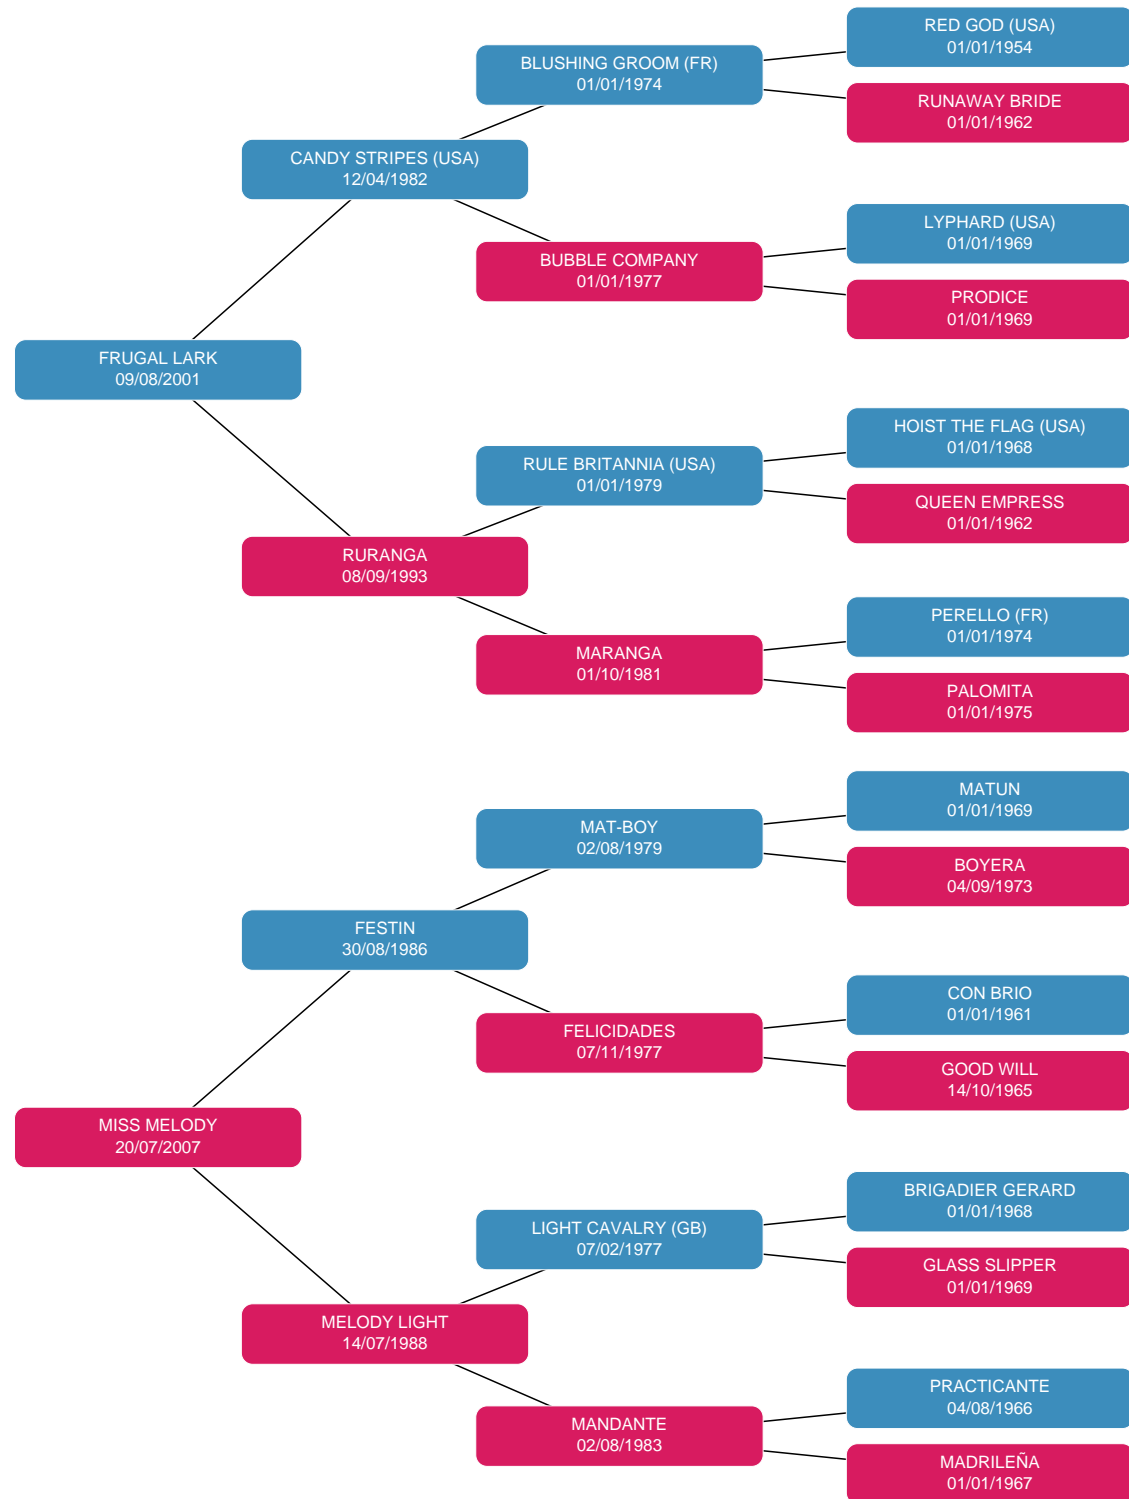 RED GOD (USA)
01/01/1954
BLUSHING GROOM (FR)
01/01/1974
RUNAWAY BRIDE
01/01/1962
CANDY STRIPES (USA)
12/04/1982
LYPHARD (USA)
01/01/1969
BUBBLE COMPANY
01/01/1977
PRODICE
01/01/1969
FRUGAL LARK
09/08/2001
HOIST THE FLAG (USA)
01/01/1968
RULE BRITANNIA (USA)
01/01/1979
QUEEN EMPRESS
01/01/1962
RURANGA
08/09/1993
PERELLO (FR)
01/01/1974
MARANGA
01/10/1981
PALOMITA
01/01/1975
MATUN
01/01/1969
MAT-BOY
02/08/1979
BOYERA
04/09/1973
FESTIN
30/08/1986
CON BRIO
01/01/1961
FELICIDADES
07/11/1977
GOOD WILL
14/10/1965
MISS MELODY
20/07/2007
BRIGADIER GERARD
01/01/1968
LIGHT CAVALRY (GB)
07/02/1977
GLASS SLIPPER
01/01/1969
MELODY LIGHT
14/07/1988
PRACTICANTE
04/08/1966
MANDANTE
02/08/1983
MADRILEÑA
01/01/1967